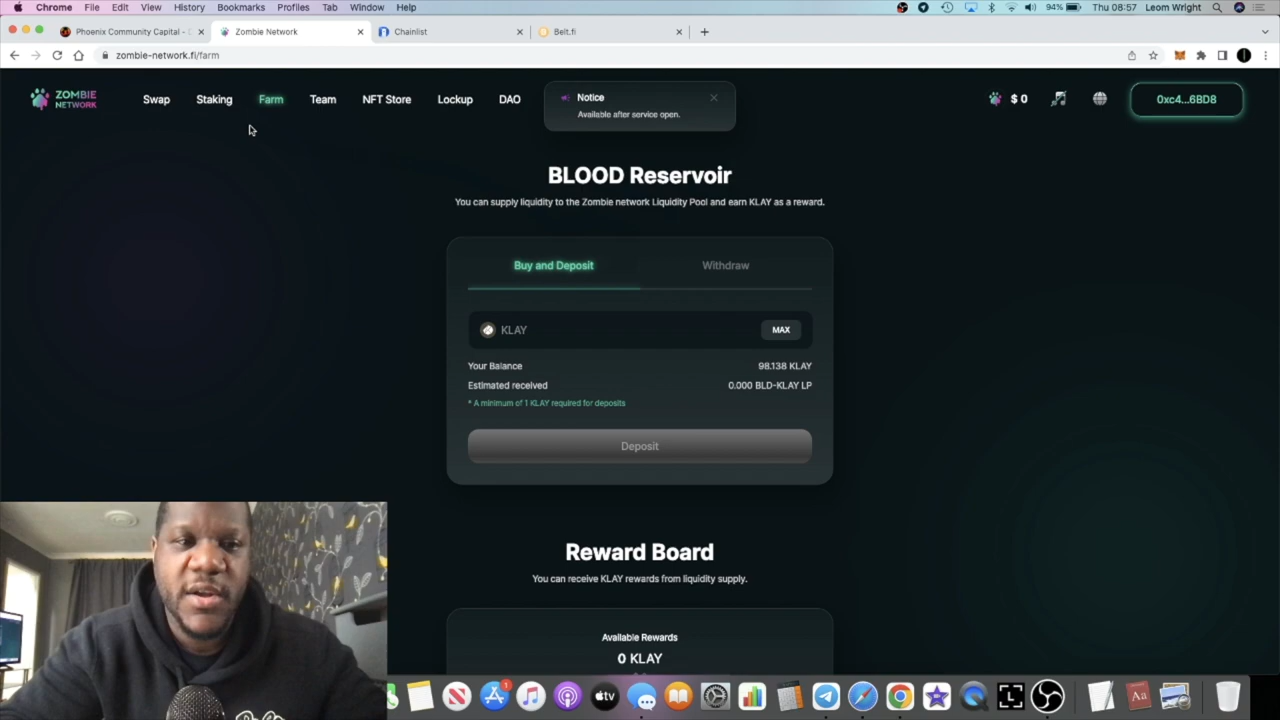 Chrome File Edit View History Bookmarks Profiles Tab Window Help 94% Thu 08:57 Leom Wright
Phoenix Community Capital - Zombie Network Chainlist Belt.fi
zombie-network.fi/farm
ZOMBIE NETWORK
Swap Staking Farm Team NFT Store Lockup DAO
Notice
Available after service open.
$ 0
0xc4...6BD8
BLOOD Reservoir
You can supply liquidity to the Zombie network Liquidity Pool and earn KLAY as a reward.
Buy and Deposit Withdraw
KLAY MAX
Your Balance 98.138 KLAY
Estimated received 0.000 BLD-KLAY LP
* A minimum of 1 KLAY required for deposits
Deposit
Reward Board
You can receive KLAY rewards from liquidity supply.
Available Rewards
0 KLAY
tv
1